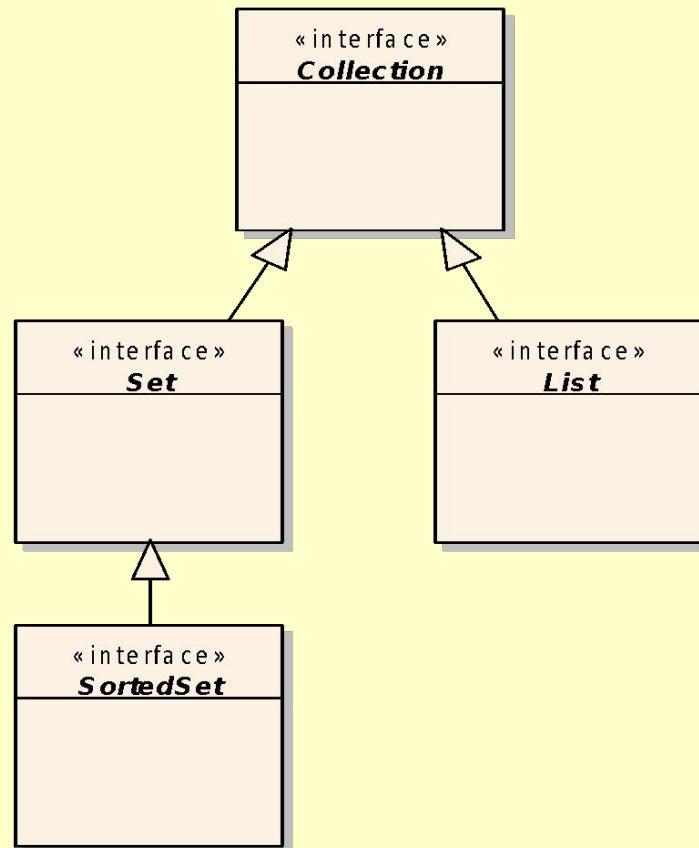 «interface»
Collection
«interface»
Set
«interface»
List
«interface»
SortedSet